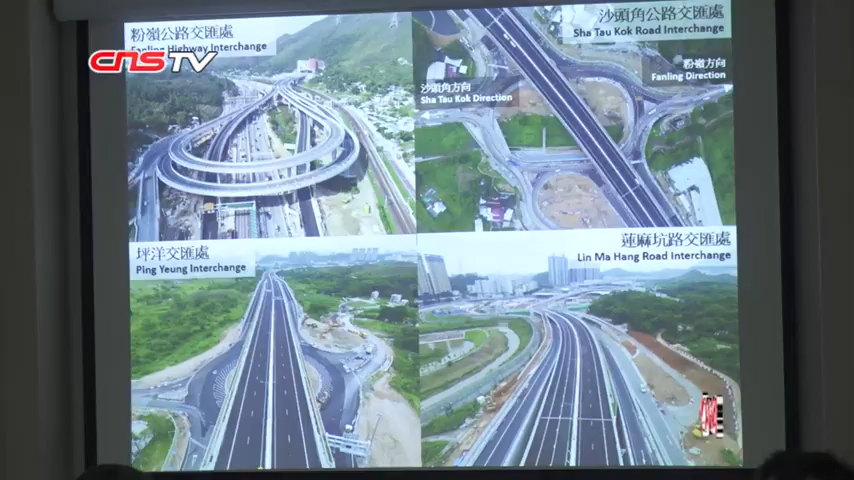 粉嶺公路交匯處
Fanling Highway Interchange
CNSTV
沙頭角公路交匯處
Sha Tau Kok Road Interchange
粉嶺方向
Fanling Direction
沙頭角方向
Sha Tau Kok Direction
坪洋交匯處
Ping Yeung Interchange
蓮麻坑路交匯處
Lin Ma Hang Road Interchange